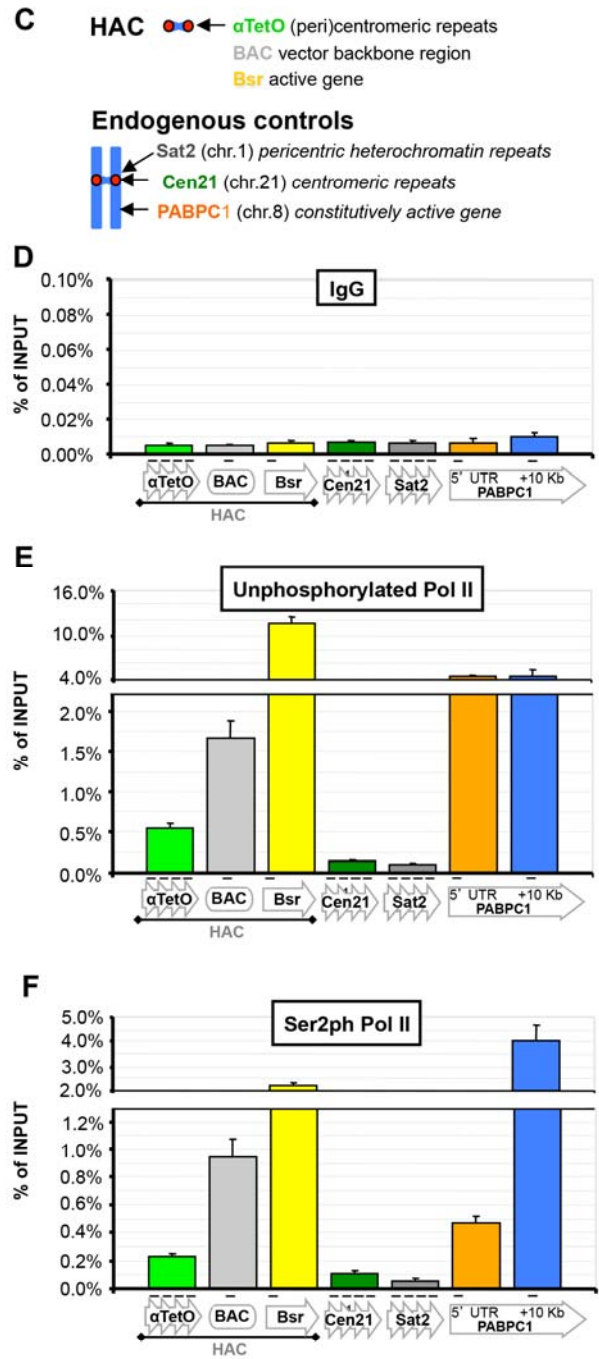 C
HAC αTetO (peri)centromeric repeats
BAC vector backbone region
Bsr active gene
Endogenous controls
Sat2 (chr.1) pericentric heterochromatin repeats
Cen21 (chr.21) centromeric repeats
PABPC1 (chr.8) constitutively active gene
D
IgG
% of INPUT
0.10%
0.08%
0.06%
0.04%
0.02%
0.00%
αTetO BAC Bsr Cen21 Sat2 5' UTR +10 Kb
PABPC1
HAC
E
Unphosphorylated Pol II
% of INPUT
16.0%
10.0%
4.0%
2.0%
1.5%
1.0%
0.5%
0.0%
αTetO BAC Bsr Cen21 Sat2 5' UTR +10 Kb
PABPC1
HAC
F
Ser2ph Pol II
% of INPUT
5.0%
4.0%
3.0%
2.0%
1.2%
1.0%
0.8%
0.6%
0.4%
0.2%
0.0%
αTetO BAC Bsr Cen21 Sat2 5' UTR +10 Kb
PABPC1
HAC